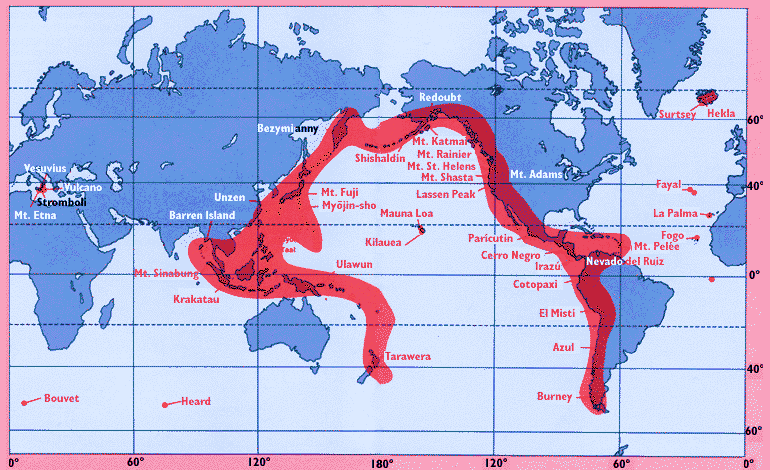 Redoubt
Surtsey
Hekla
60°
Bezymianny
Mt. Katmai
Shishaldin
Mt. Rainier
Mt. St. Helens
Vesuvius
Mt. Shasta
Mt. Adams
Vulcano
Fayal
40°
Unzen
Mt. Fuji
Lassen Peak
Stromboli
Myōjin-sho
Mt. Etna
Barren Island
Mauna Loa
La Palma
Paricutin
Fogo
Kilauea
Mt. Pelée
Taal
Cerro Negro
Irazú
Nevado del Ruiz
Ulawun
Mt. Sinabung
0°
Cotopaxi
Krakatau
El Misti
Azul
Tarawera
40°
Bouvet
Heard
Burney
60°
0°
60°
120°
180°
120°
60°
0°